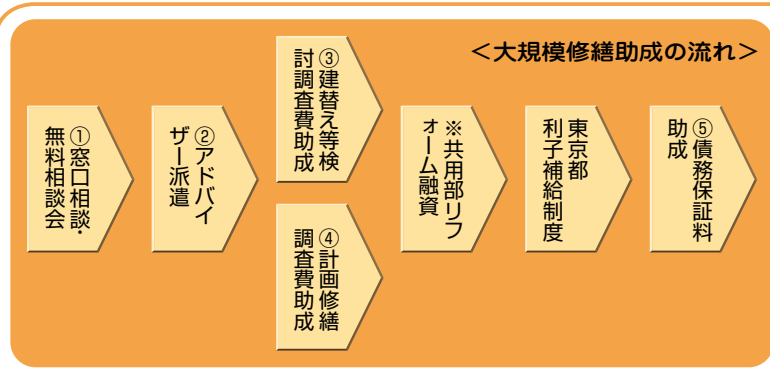 ＜大規模修繕助成の流れ＞
①窓口相談・
無料相談会
②アドバイ
ザー派遣
③建替え等検
討調査費助成
④計画修繕
調査費助成
※共用部リフ
ォーム融資
東京都
利子補給制度
⑤債務保証料
助成